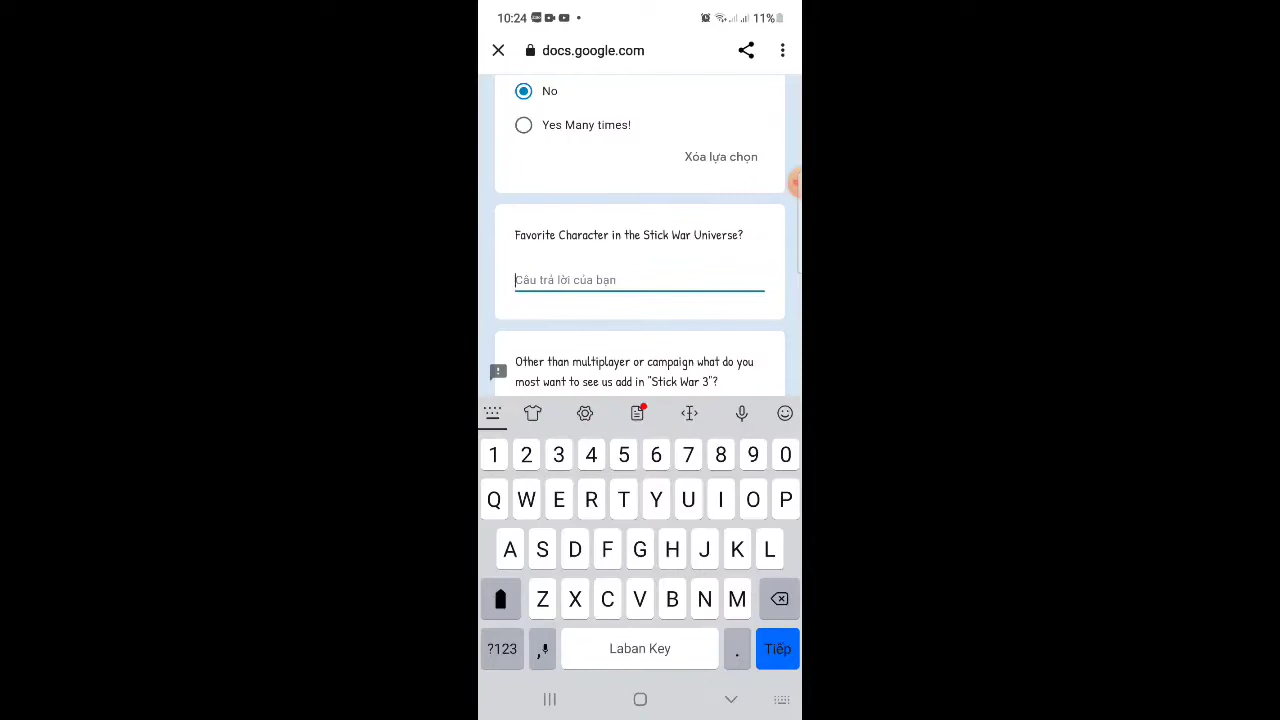 10:24 11%
docs.google.com
No
Yes Many times!
Xóa lựa chọn
Favorite Character in the Stick War Universe?
Câu trả lời của bạn
Other than multiplayer or campaign what do you
most want to see us add in "Stick War 3"?
1 2 3 4 5 6 7 8 9 0
Q W E R T Y U I O P
A S D F G H J K L
Z X C V B N M
?123 , Laban Key . Tiếp